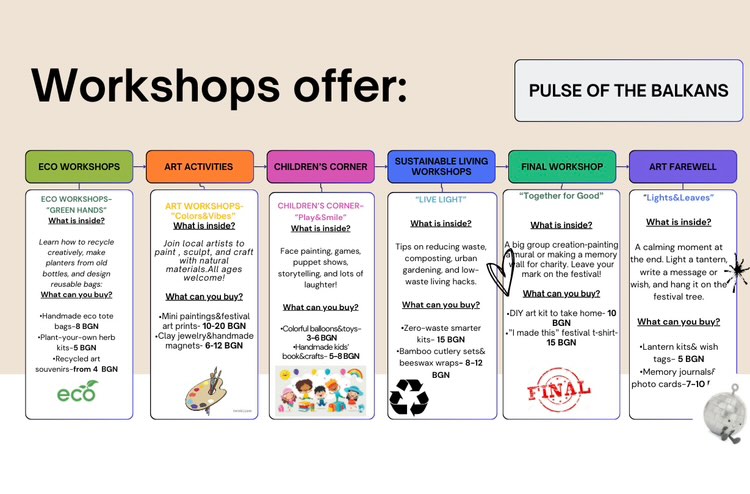 Workshops offer:
PULSE OF THE BALKANS
ECO WORKSHOPS
ART ACTIVITIES
CHILDREN'S CORNER
SUSTAINABLE LIVING
WORKSHOPS
FINAL WORKSHOP
ART FAREWELL
ECO WORKSHOPS-
"GREEN HANDS"
What is inside?
Learn how to recycle
creatively, make
planters from old
bottles, and design
reusable bags:
What can you buy?
•Handmade eco tote
bags-8 BGN
•Plant-your-own herb
kits-5 BGN
•Recycled art
souvenirs-from 4 BGN
eco
ART WORKSHOPS-
"Colors&Vibes"
What is inside?
Join local artists to
paint , sculpt, and craft
with natural
materials.All ages
welcome!
What can you buy?
•Mini paintings&festival
art prints- 10-20 BGN
•Clay jewelry&handmade
magnets- 6-12 BGN
CHILDREN'S CORNER-
"Play&Smile"
What is inside?
Face painting, games,
puppet shows,
storytelling, and lots of
laughter!
What can you buy?
•Colorful balloons&toys-
3-6 BGN
•Handmade kids'
book&crafts- 5-8 BGN
"LIVE LIGHT"
What is inside?
Tips on reducing waste,
composting, urban
gardening, and low-
waste living hacks.
What can you buy?
•Zero-waste smarter
kits- 15 BGN
•Bamboo cutlery sets&
beeswax wraps- 8-12
BGN
"Together for Good"
What is inside?
A big group creation-painting
a mural or making a memory
wall for charity. Leave your
mark on the festival!
What can you buy?
•DIY art kit to take home- 10
BGN
•"I made this" festival t-shirt-
15 BGN
FINAL
"Lights&Leaves"
What is inside?
A calming moment at
the end. Light a tantern,
write a message or
wish, and hang it on the
festival tree.
What can you buy?
•Lantern kits& wish
tags- 5 BGN
•Memory journals&
photo cards-7-10